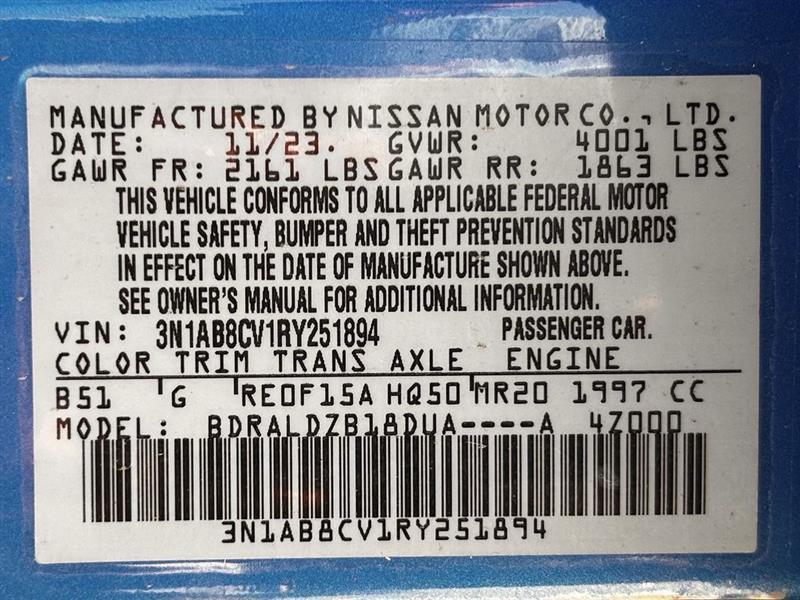 MANUFACTURED BY NISSAN MOTOR CO., LTD.
DATE: 11/23. GVWR: 4001 LBS
GAWR FR: 2161 LBS GAWR RR: 1863 LBS
THIS VEHICLE CONFORMS TO ALL APPLICABLE FEDERAL MOTOR
VEHICLE SAFETY, BUMPER AND THEFT PREVENTION STANDARDS
IN EFFECT ON THE DATE OF MANUFACTURE SHOWN ABOVE.
SEE OWNER'S MANUAL FOR ADDITIONAL INFORMATION.
VIN: 3N1AB8CV1RY251894 PASSENGER CAR.
COLOR TRIM TRANS AXLE ENGINE
B51 G RE0F15A HQ50 MR20 1997 CC
MODEL: BDRALDZB18DUA----A 4Z000
3N1AB8CV1RY251894